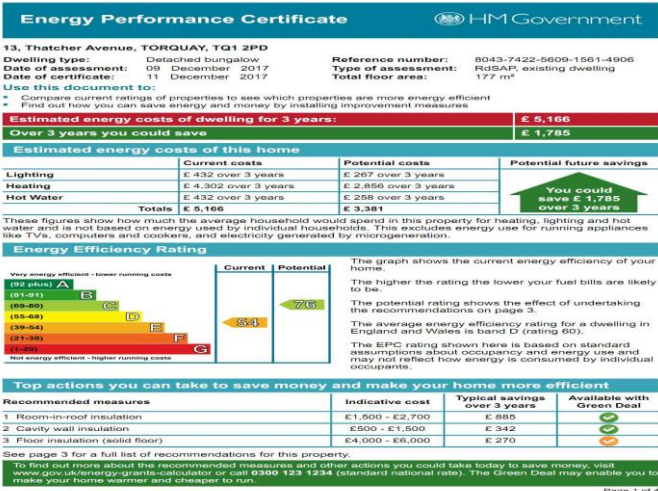 Energy Performance Certificate
HM Government
13, Thatcher Avenue, TORQUAY, TQ1 2PD
Dwelling type: Detached bungalow
Date of assessment: 09 December 2017
Date of certificate: 11 December 2017
Reference number: 8043-7422-5609-1561-4906
Type of assessment: RdSAP, existing dwelling
Total floor area: 177 m²
Use this document to:
• Compare current ratings of properties to see which properties are more energy efficient
• Find out how you can save energy and money by installing improvement measures
Estimated energy costs of dwelling for 3 years: £ 5,166
Over 3 years you could save £ 1,785
Estimated energy costs of this home
Current costs Potential costs Potential future savings
Lighting £ 432 over 3 years £ 267 over 3 years
Heating £ 4,302 over 3 years £ 2,856 over 3 years
Hot Water £ 432 over 3 years £ 258 over 3 years
Totals £ 5,166 £ 3,381
You could
save £ 1,785
over 3 years
These figures show how much the average household would spend in this property for heating, lighting and hot
water and is not based on energy used by individual households. This excludes energy use for running appliances
like TVs, computers and cookers, and electricity generated by microgeneration.
Energy Efficiency Rating
Current Potential
Very energy efficient - lower running costs
(92 plus) A
(81-91) B
(69-80) C
(55-68) D
(39-54) E
(21-38) F
(1-20) G
Not energy efficient - higher running costs
54
76
The graph shows the current energy efficiency of your
home.
The higher the rating the lower your fuel bills are likely
to be.
The potential rating shows the effect of undertaking
the recommendations on page 3.
The average energy efficiency rating for a dwelling in
England and Wales is band D (rating 60).
The EPC rating shown here is based on standard
assumptions about occupancy and energy use and
may not reflect how energy is consumed by individual
occupants.
Top actions you can take to save money and make your home more efficient
Recommended measures Indicative cost Typical savings over 3 years Available with Green Deal
1 Room-in-roof insulation £1,500 - £2,700 £ 885
2 Cavity wall insulation £500 - £1,500 £ 342
3 Floor insulation (solid floor) £4,000 - £6,000 £ 270
See page 3 for a full list of recommendations for this property.
To find out more about the recommended measures and other actions you could take today to save money, visit
www.gov.uk/energy-grants-calculator or call 0300 123 1234 (standard national rate). The Green Deal may enable you to
make your home warmer and cheaper to run.
Page 1 of 4